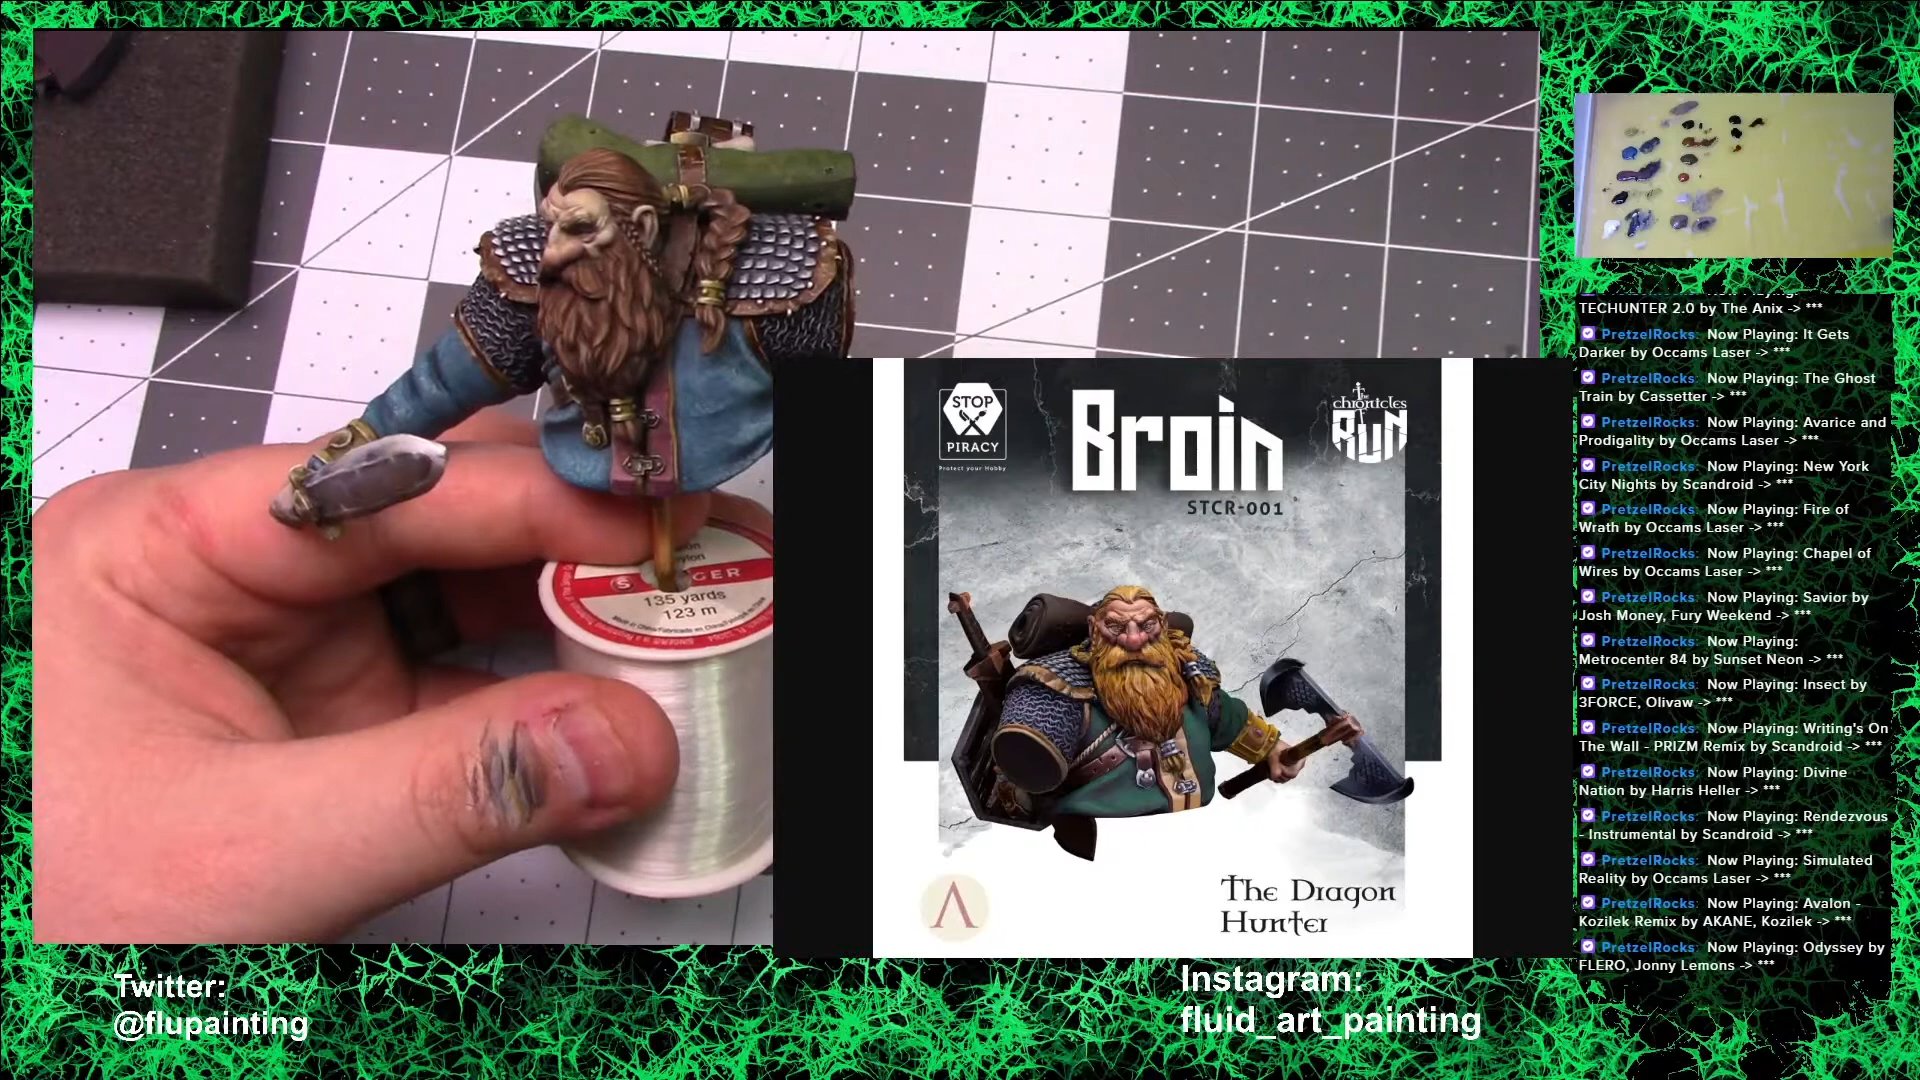 GER
135 yards
123 m
STOP
PIRACY
Protect your Hobby
Broin
STCR-001
The
chronicles
of
RUN
The Dragon
Hunter
TECHUNTER 2.0 by The Anix -> ***
PretzelRocks: Now Playing: It Gets
Darker by Occams Laser -> ***
PretzelRocks: Now Playing: The Ghost
Train by Cassetter -> ***
PretzelRocks: Now Playing: Avarice and
Prodigality by Occams Laser -> ***
PretzelRocks: Now Playing: New York
City Nights by Scandroid -> ***
PretzelRocks: Now Playing: Fire of
Wrath by Occams Laser -> ***
PretzelRocks: Now Playing: Chapel of
Wires by Occams Laser -> ***
PretzelRocks: Now Playing: Savior by
Josh Money, Fury Weekend -> ***
PretzelRocks: Now Playing:
Metrocenter 84 by Sunset Neon -> ***
PretzelRocks: Now Playing: Insect by
3FORCE, Olivaw -> ***
PretzelRocks: Now Playing: Writing's On
The Wall - PRIZM Remix by Scandroid -> ***
PretzelRocks: Now Playing: Divine
Nation by Harris Heller -> ***
PretzelRocks: Now Playing: Rendezvous
- Instrumental by Scandroid -> ***
PretzelRocks: Now Playing: Simulated
Reality by Occams Laser -> ***
PretzelRocks: Now Playing: Avalon -
Kozilek Remix by AKANE, Kozilek -> ***
PretzelRocks: Now Playing: Odyssey by
FLERO, Jonny Lemons -> ***
Twitter:
@flupainting
Instagram:
fluid_art_painting